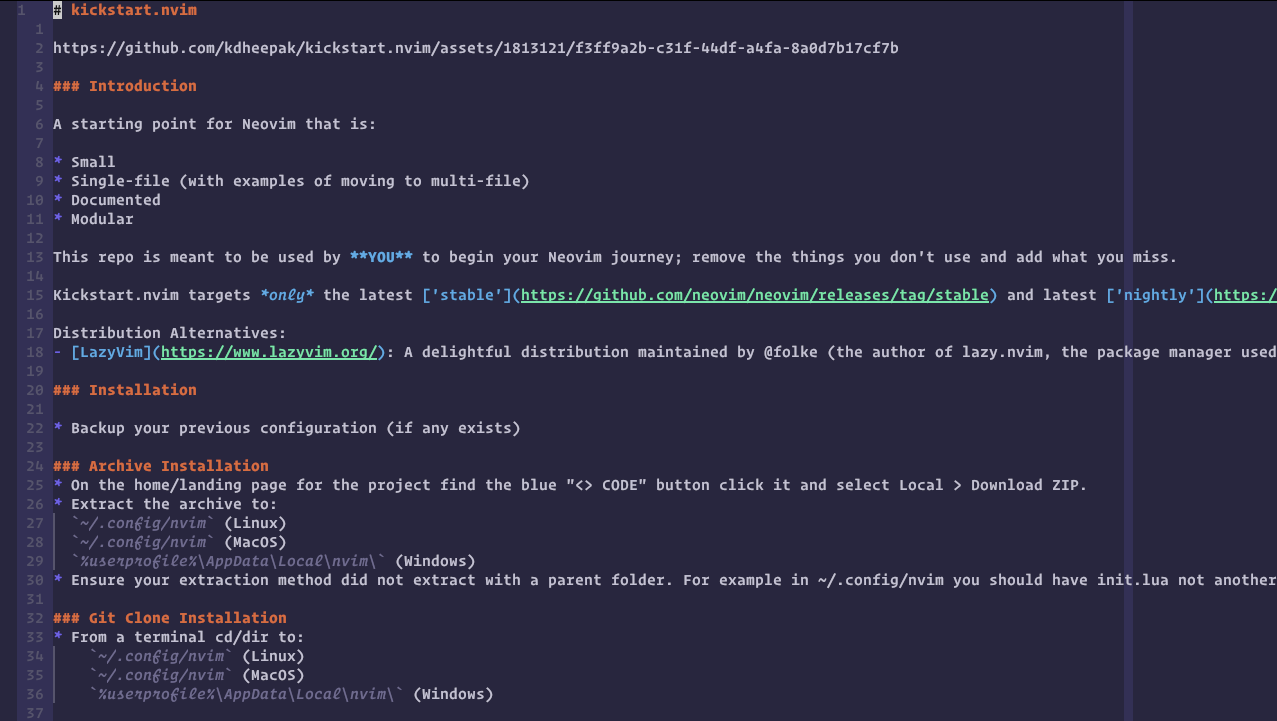 1 # kickstart.nvim
1
2 https://github.com/kdheepak/kickstart.nvim/assets/1813121/f3ff9a2b-c31f-44df-a4fa-8a0d7b17cf7b
3
4 ### Introduction
5
6 A starting point for Neovim that is:
7
8 * Small
9 * Single-file (with examples of moving to multi-file)
10 * Documented
11 * Modular
12
13 This repo is meant to be used by **YOU** to begin your Neovim journey; remove the things you don't use and add what you miss.
14
15 Kickstart.nvim targets *only* the latest ['stable'](https://github.com/neovim/neovim/releases/tag/stable) and latest ['nightly'](https:/
16
17 Distribution Alternatives:
18 - [LazyVim](https://www.lazyvim.org/): A delightful distribution maintained by @folke (the author of lazy.nvim, the package manager used
19
20 ### Installation
21
22 * Backup your previous configuration (if any exists)
23
24 ### Archive Installation
25 * On the home/landing page for the project find the blue "<> CODE" button click it and select Local > Download ZIP.
26 * Extract the archive to:
27 `~/.config/nvim` (Linux)
28 `~/.config/nvim` (MacOS)
29 `%userprofile%\AppData\Local\nvim\` (Windows)
30 * Ensure your extraction method did not extract with a parent folder. For example in ~/.config/nvim you should have init.lua not another
31
32 ### Git Clone Installation
33 * From a terminal cd/dir to:
34 `~/.config/nvim` (Linux)
35 `~/.config/nvim` (MacOS)
36 `%userprofile%\AppData\Local\nvim\` (Windows)
37